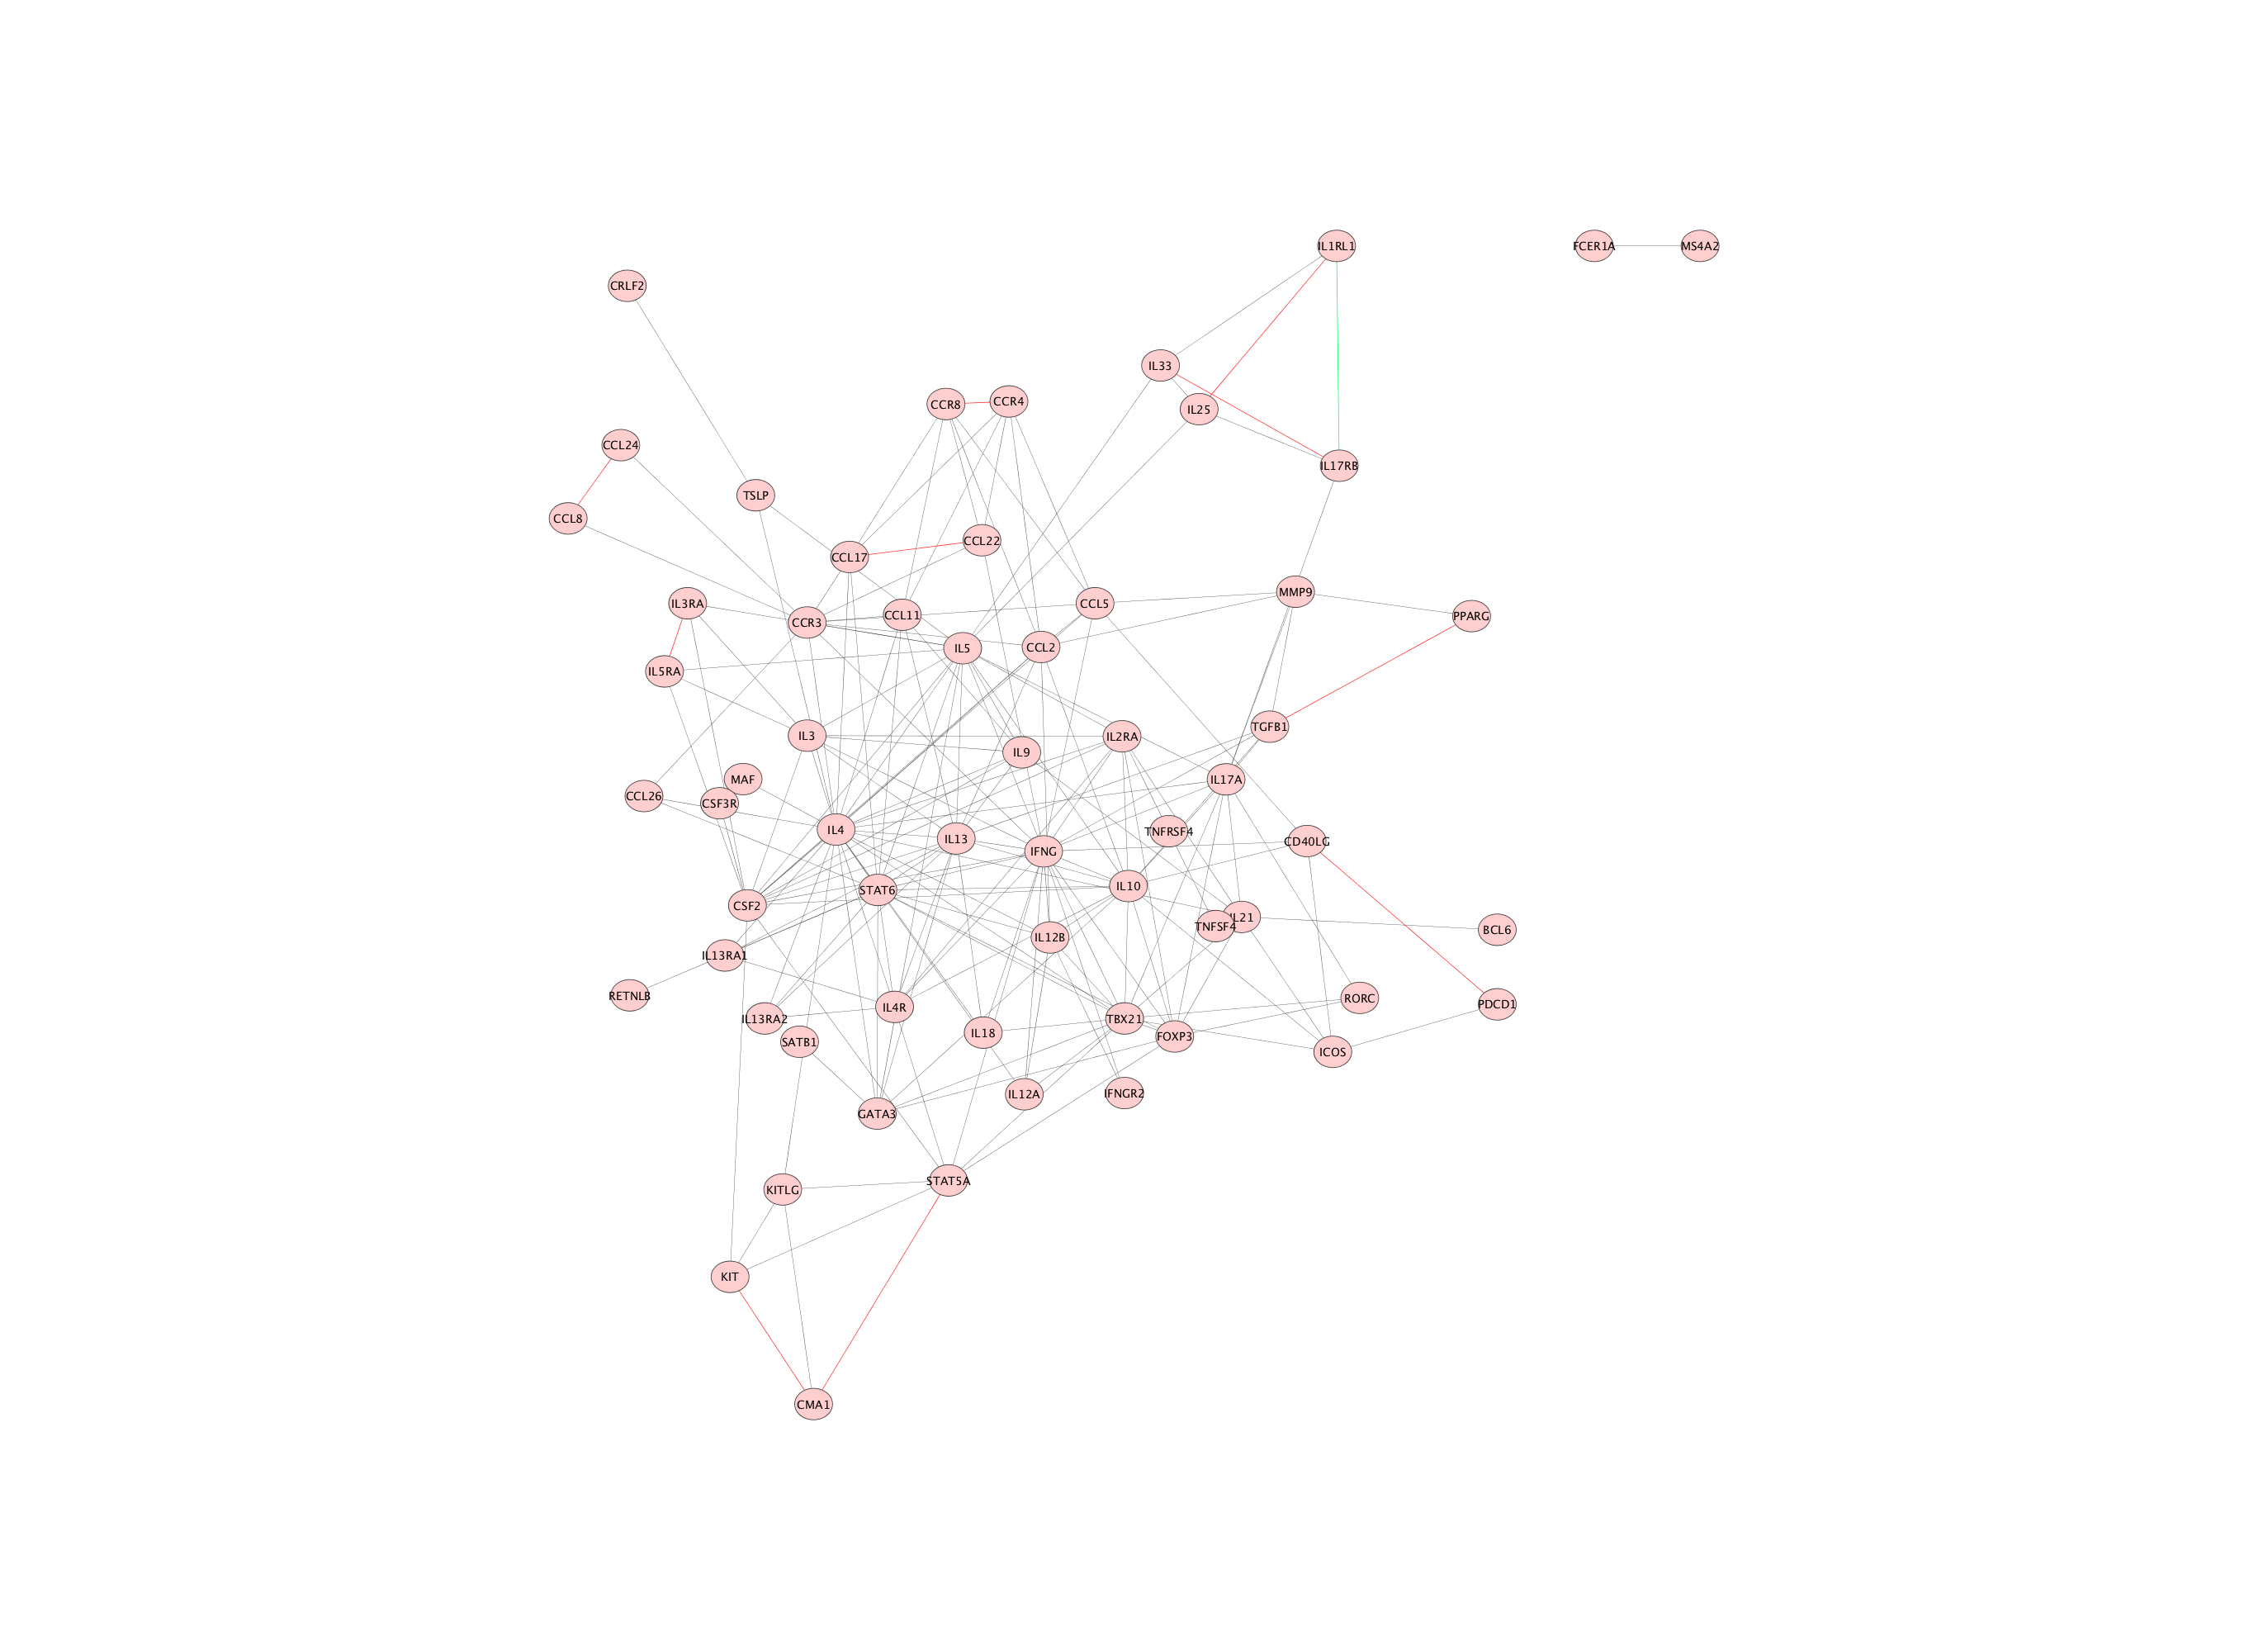 IL1RL1
FCER1A
MS4A2
CRLF2
IL33
CCR8
CCR4
IL25
CCL24
IL17RB
TSLP
CCL8
CCL22
CCL17
MMP9
IL3RA
CCL5
CCL11
PPARG
CCR3
CCL2
IL5
IL5RA
TGFB1
IL3
IL2RA
IL9
MAF
IL17A
CCL26
CSF3R
IL4
TNFRSF4
IL13
CD40LG
IFNG
IL10
STAT6
CSF2
IL21
TNFSF4
BCL6
IL12B
IL13RA1
RETNLB
RORC
PDCD1
IL4R
IL13RA2
TBX21
IL18
FOXP3
SATB1
ICOS
IFNGR2
IL12A
GATA3
STAT5A
KITLG
KIT
CMA1